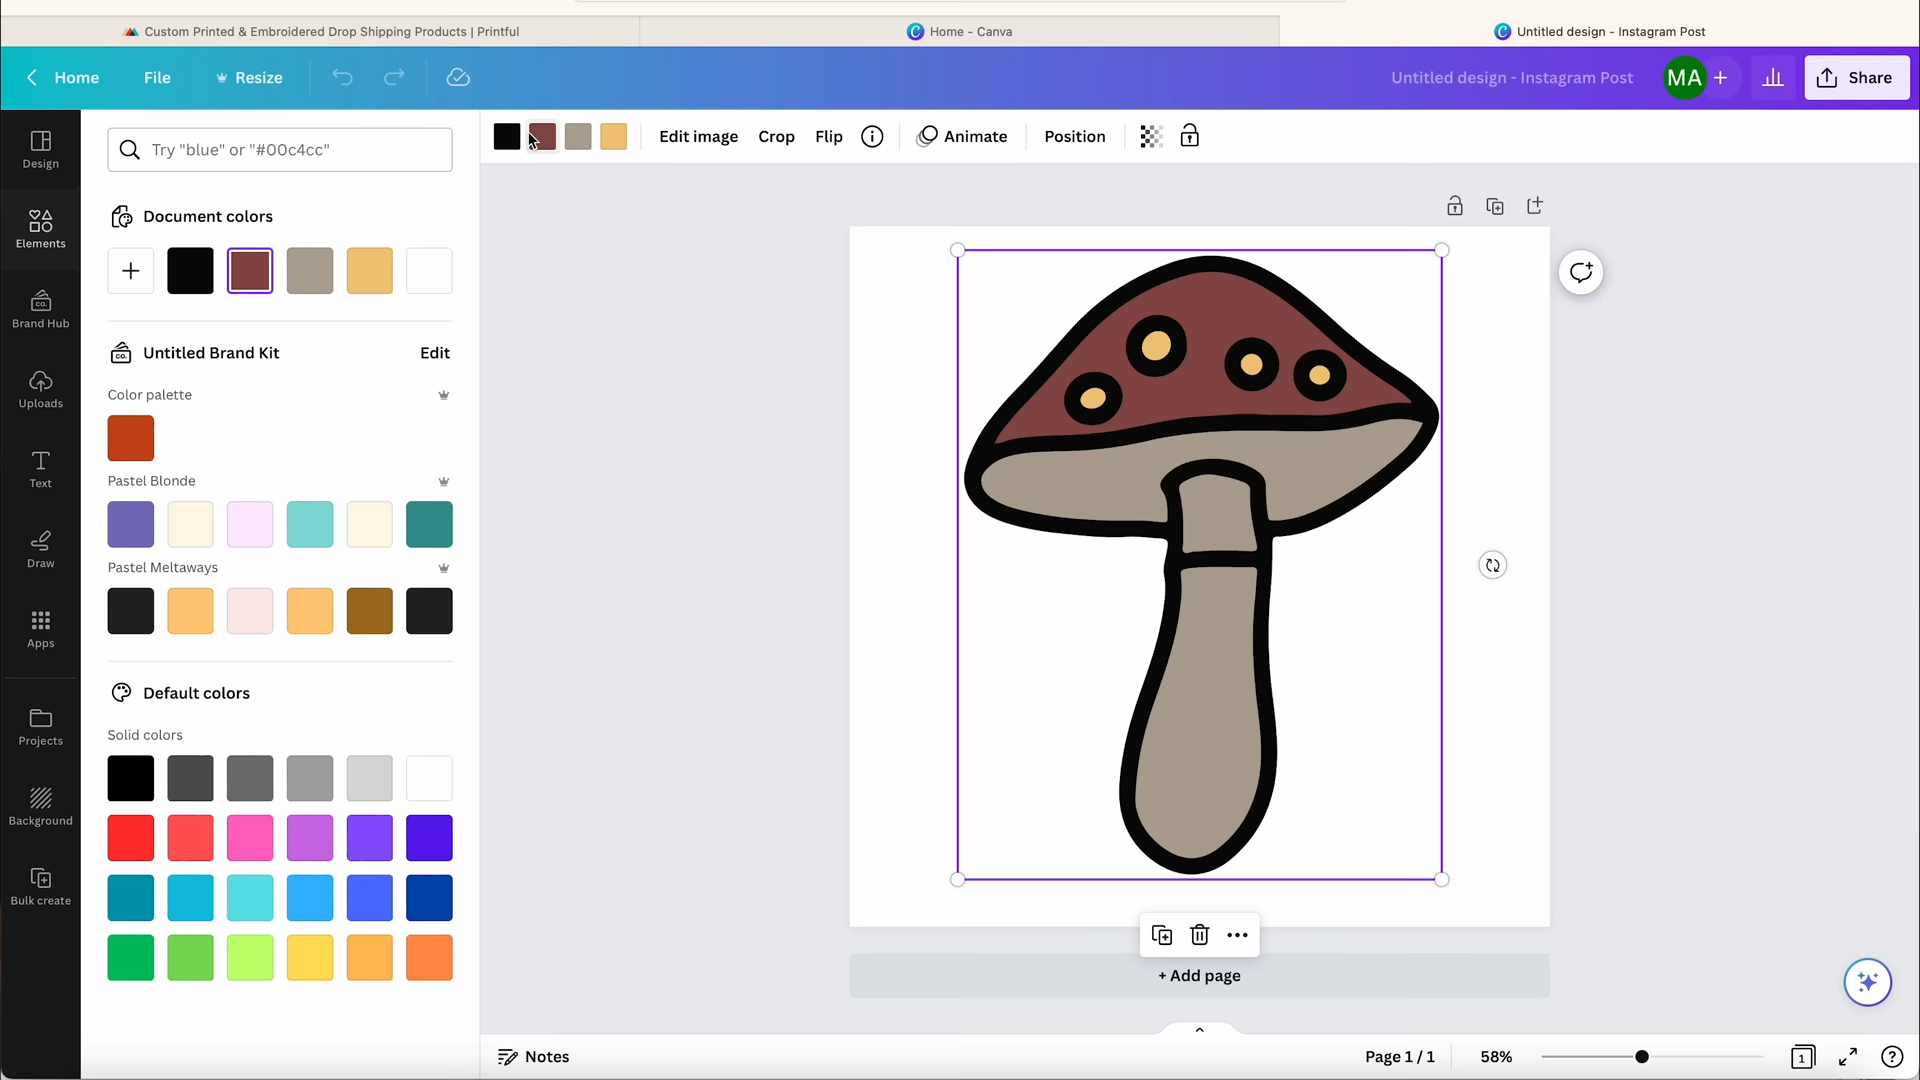 Custom Printed & Embroidered Drop Shipping Products | Printful
Home - Canva
Untitled design - Instagram Post
Home
File
Resize
Untitled design - Instagram Post
MA
+
Share
Design
Elements
Brand Hub
Uploads
Text
Draw
Apps
Projects
Background
Bulk create
Try "blue" or "#00c4cc"
Document colors
Untitled Brand Kit
Edit
Color palette
Pastel Blonde
Pastel Meltaways
Default colors
Solid colors
Edit image
Crop
Flip
Animate
Position
+ Add page
Notes
Page 1 / 1
58%
1